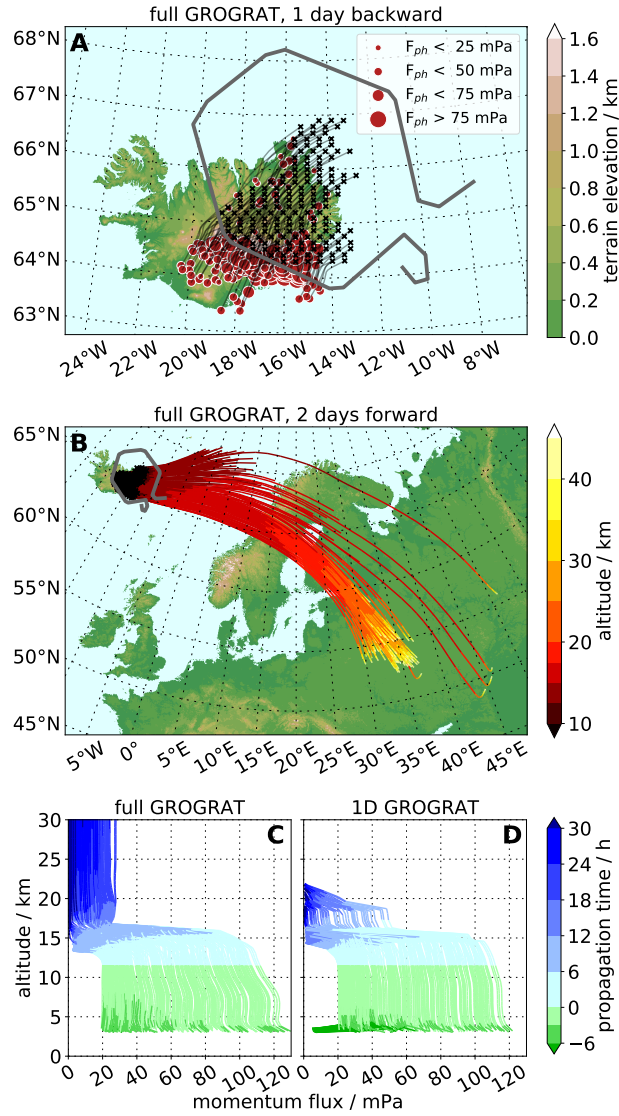 full GROGRAT, 1 day backward
A
68°N
67°N
66°N
65°N
64°N
63°N
F_ph < 25 mPa
F_ph < 50 mPa
F_ph < 75 mPa
F_ph > 75 mPa
24°W 22°W 20°W 18°W 16°W 14°W 12°W 10°W 8°W
1.6
1.4
1.2
1.0
0.8
0.6
0.4
0.2
0.0
terrain elevation / km
full GROGRAT, 2 days forward
B
65°N
60°N
55°N
50°N
45°N
5°W 0° 5°E 10°E 15°E 20°E 25°E 30°E 35°E 40°E 45°E
40
30
20
10
altitude / km
full GROGRAT 1D GROGRAT
C D
30
25
20
15
10
5
0
altitude / km
0 20 40 60 80 100 120 0 20 40 60 80 100 120
momentum flux / mPa
30
24
18
12
6
0
−6
propagation time / h